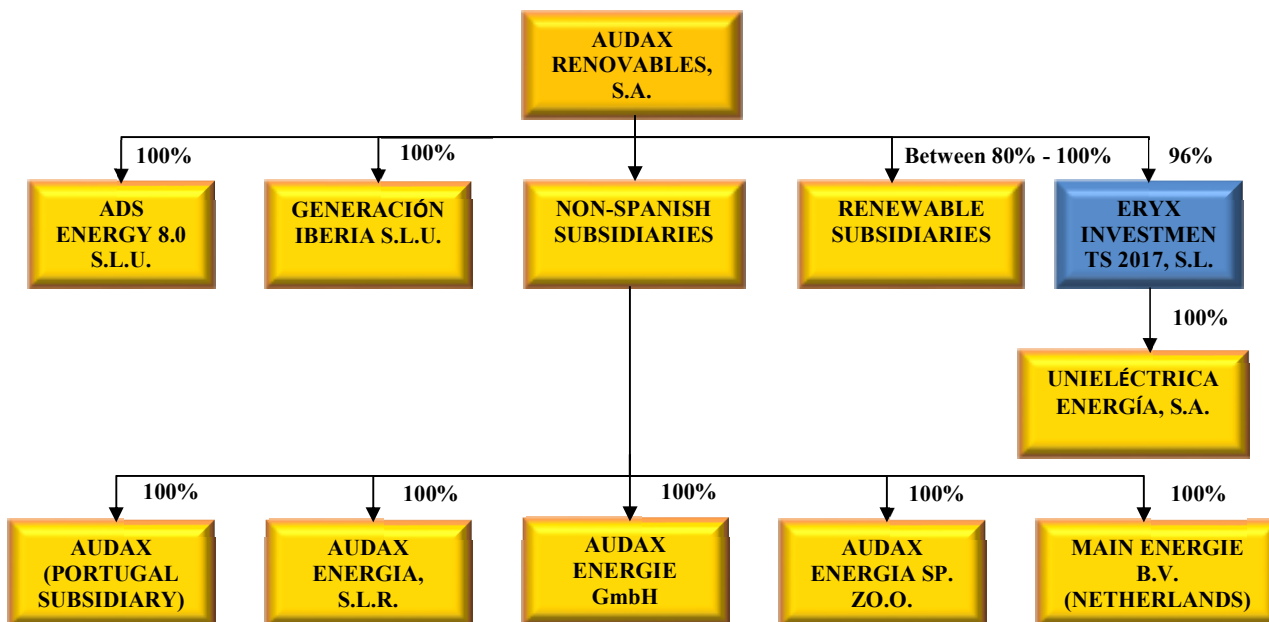 AUDAX
RENOVABLES,
S.A.
100%
100%
Between 80% - 100%
96%
ADS
ENERGY 8.0
S.L.U.
GENERACIÓN
IBERIA S.L.U.
NON-SPANISH
SUBSIDIARIES
RENEWABLE
SUBSIDIARIES
ERYX
INVESTMEN
TS 2017, S.L.
100%
UNIELÉCTRICA
ENERGÍA, S.A.
100%
100%
100%
100%
100%
AUDAX
(PORTUGAL
SUBSIDIARY)
AUDAX
ENERGIA,
S.L.R.
AUDAX
ENERGIE
GmbH
AUDAX
ENERGIA SP.
ZO.O.
MAIN ENERGIE
B.V.
(NETHERLANDS)